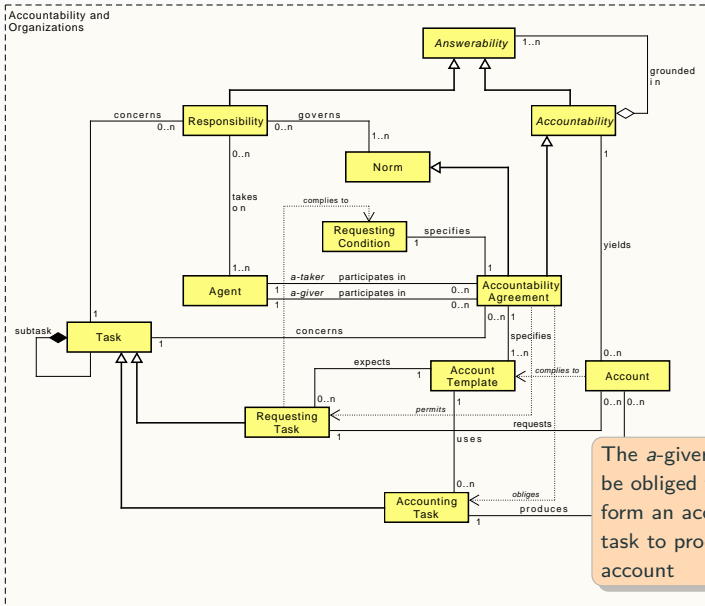 Accountability and
Organizations
Answerability
1..n
grounded
in
concerns
0..n
Responsibility
governs
0..n
1..n
Accountability
1
Norm
0..n
takes
on
1..n
complies to
Requesting
Condition
specifies
1
1
yields
Agent
a-taker
participates in
1
0..n
a-giver
participates in
1
0..n
Accountability
Agreement
1
subtask
Task
1
concerns
0..n
1
specifies
1..n
0..n
expects
1
Account
Template
complies to
Account
0..n
1
0..n
0..n
Requesting
Task
permits
requests
1
uses
0..n
Accounting
Task
obliges
produces
1
The a-giver
be obliged
form an acc
task to pro
account